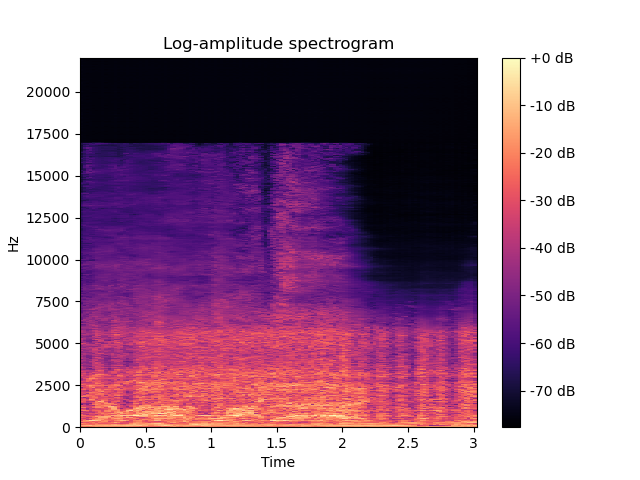 Log-amplitude spectrogram
Hz
20000
17500
15000
12500
10000
7500
5000
2500
0
0 0.5 1 1.5 2 2.5 3
Time
+0 dB
-10 dB
-20 dB
-30 dB
-40 dB
-50 dB
-60 dB
-70 dB